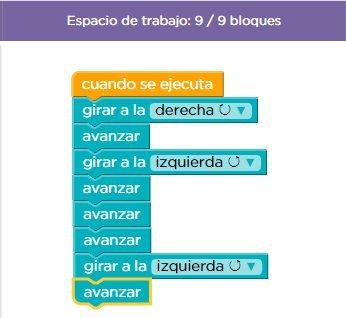 Espacio de trabajo: 9 / 9 bloques
cuando se ejecuta
girar a la derecha ↻ ▼
avanzar
girar a la izquierda ↺ ▼
avanzar
avanzar
avanzar
girar a la izquierda ↺ ▼
avanzar